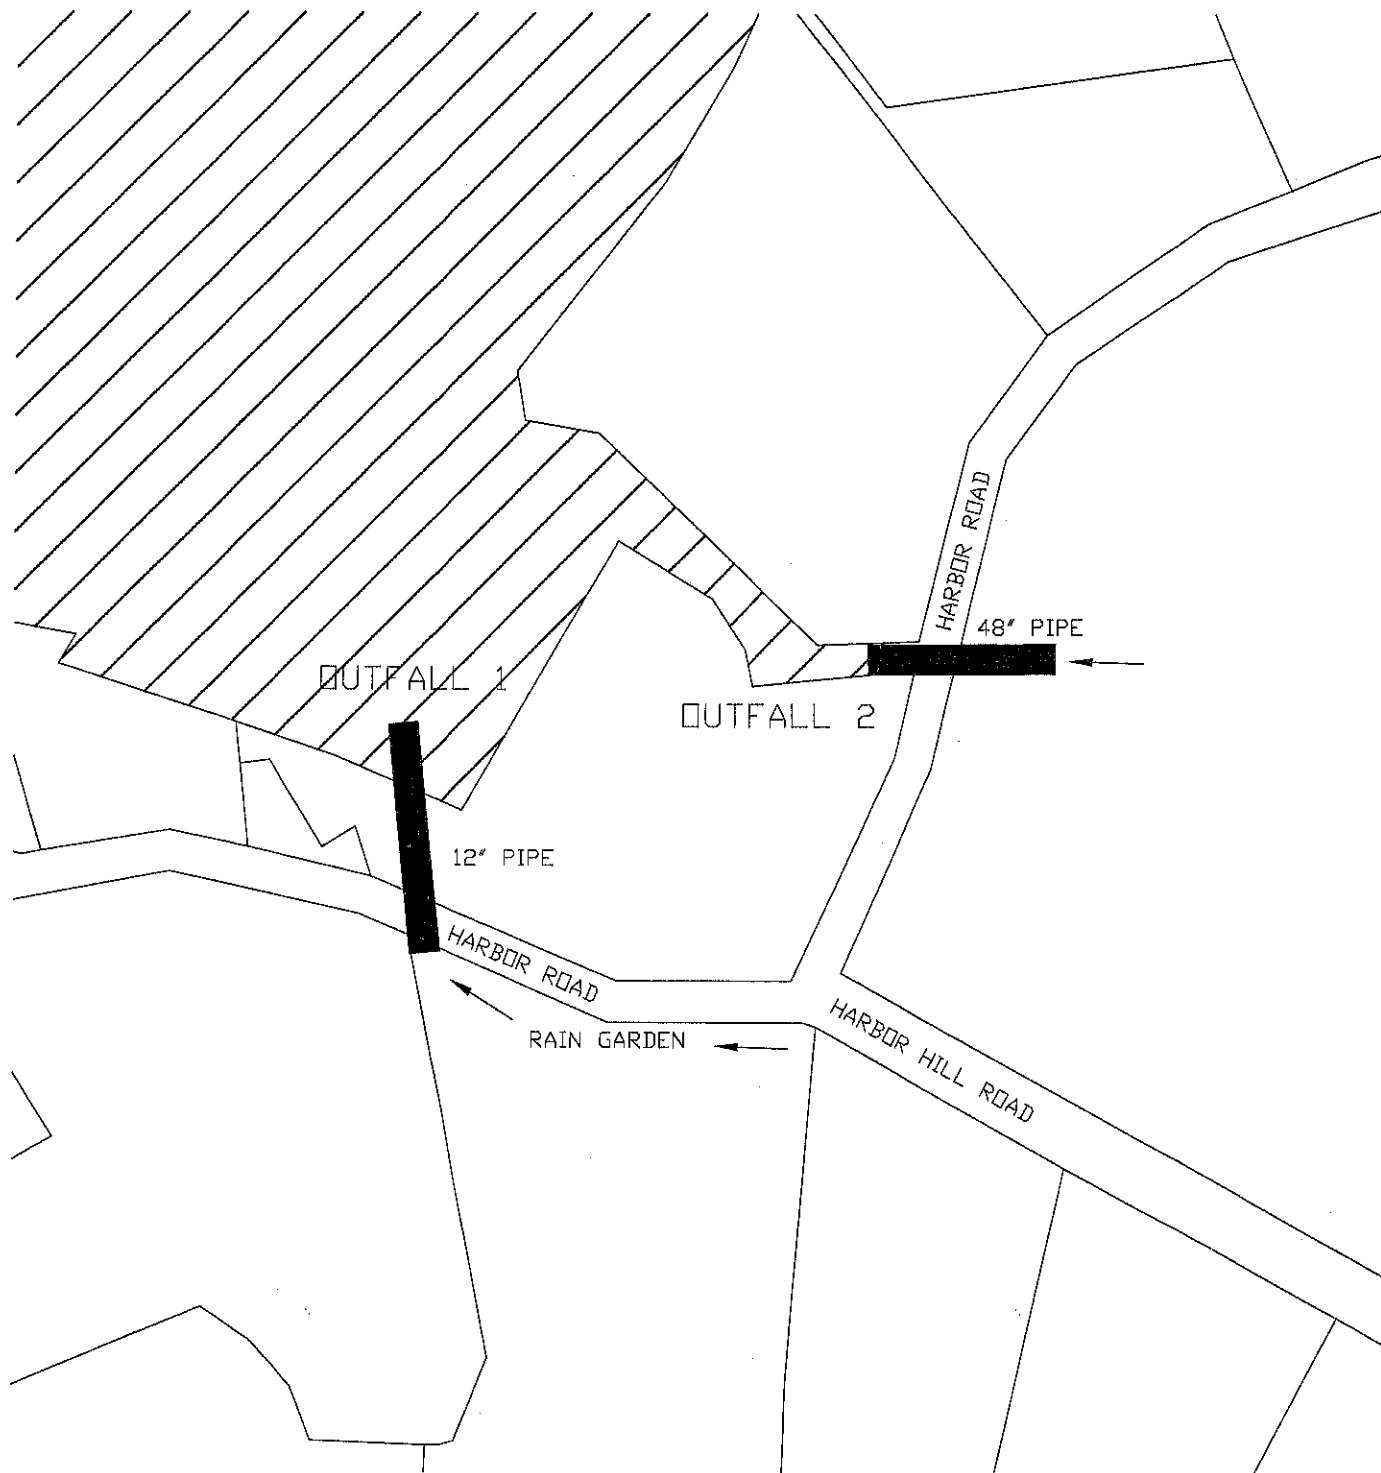 HARBOR ROAD
48" PIPE
OUTFALL 1
OUTFALL 2
12" PIPE
HARBOR ROAD
RAIN GARDEN
HARBOR HILL ROAD